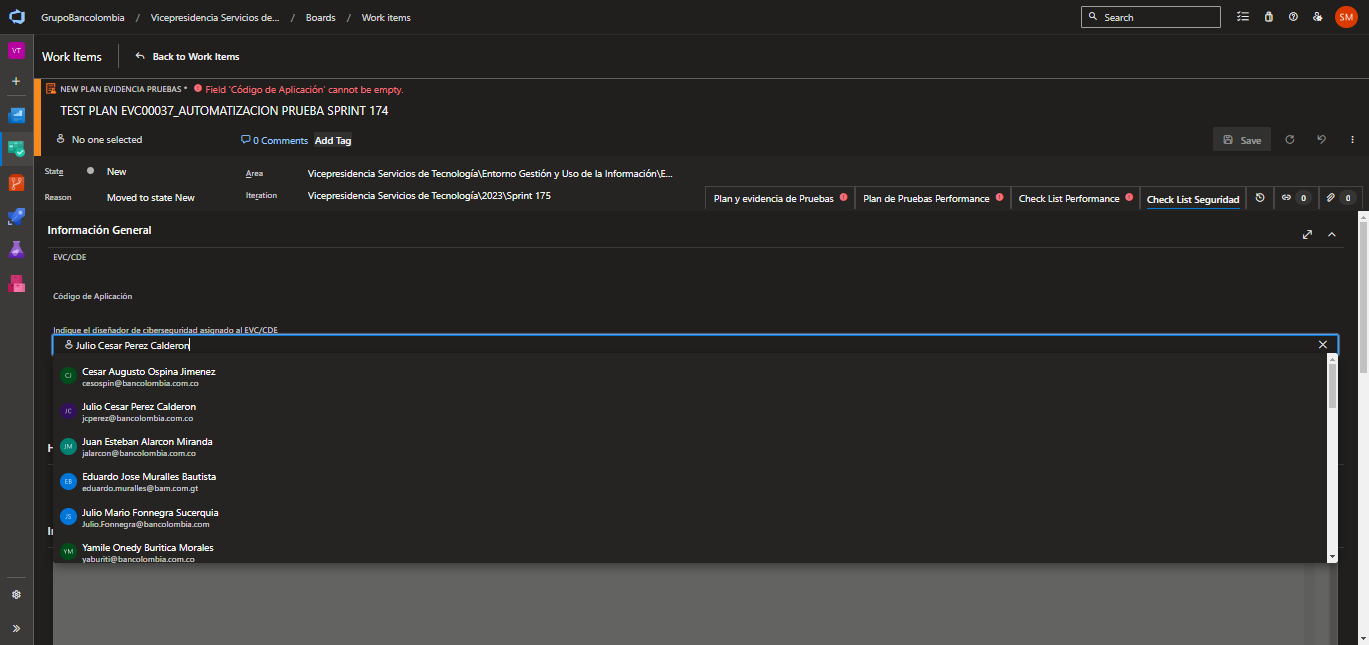 GrupoBancolombia / Vicepresidencia Servicios de... / Boards / Work items
Search
SM
VT
Work Items
Back to Work Items
NEW PLAN EVIDENCIA PRUEBAS * Field 'Código de Aplicación' cannot be empty.
TEST PLAN EVC00037_AUTOMATIZACION PRUEBA SPRINT 174
No one selected
0 Comments
Add Tag
Save
State
New
Area
Vicepresidencia Servicios de Tecnología\Entorno Gestión y Uso de la Información\E...
Reason
Moved to state New
Iteration
Vicepresidencia Servicios de Tecnología\2023\Sprint 175
Plan y evidencia de Pruebas
Plan de Pruebas Performance
Check List Performance
Check List Seguridad
0
0
Información General
EVC/CDE
Código de Aplicación
Indique el diseñador de ciberseguridad asignado al EVC/CDE
Julio Cesar Perez Calderon
CJ
Cesar Augusto Ospina Jimenez
cesospin@bancolombia.com.co
JC
Julio Cesar Perez Calderon
jcperez@bancolombia.com.co
JM
Juan Esteban Alarcon Miranda
jalarcon@bancolombia.com.co
EB
Eduardo Jose Muralles Bautista
eduardo.muralles@bam.com.gt
JS
Julio Mario Fonnegra Sucerquia
Julio.Fonnegra@bancolombia.com
YM
Yamile Onedy Buritica Morales
yaburiti@bancolombia.com.co